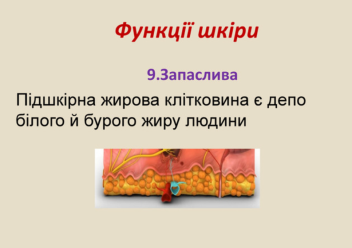 Функції шкіри
9.Запаслива
Підшкірна жирова клітковина є депо
білого й бурого жиру людини